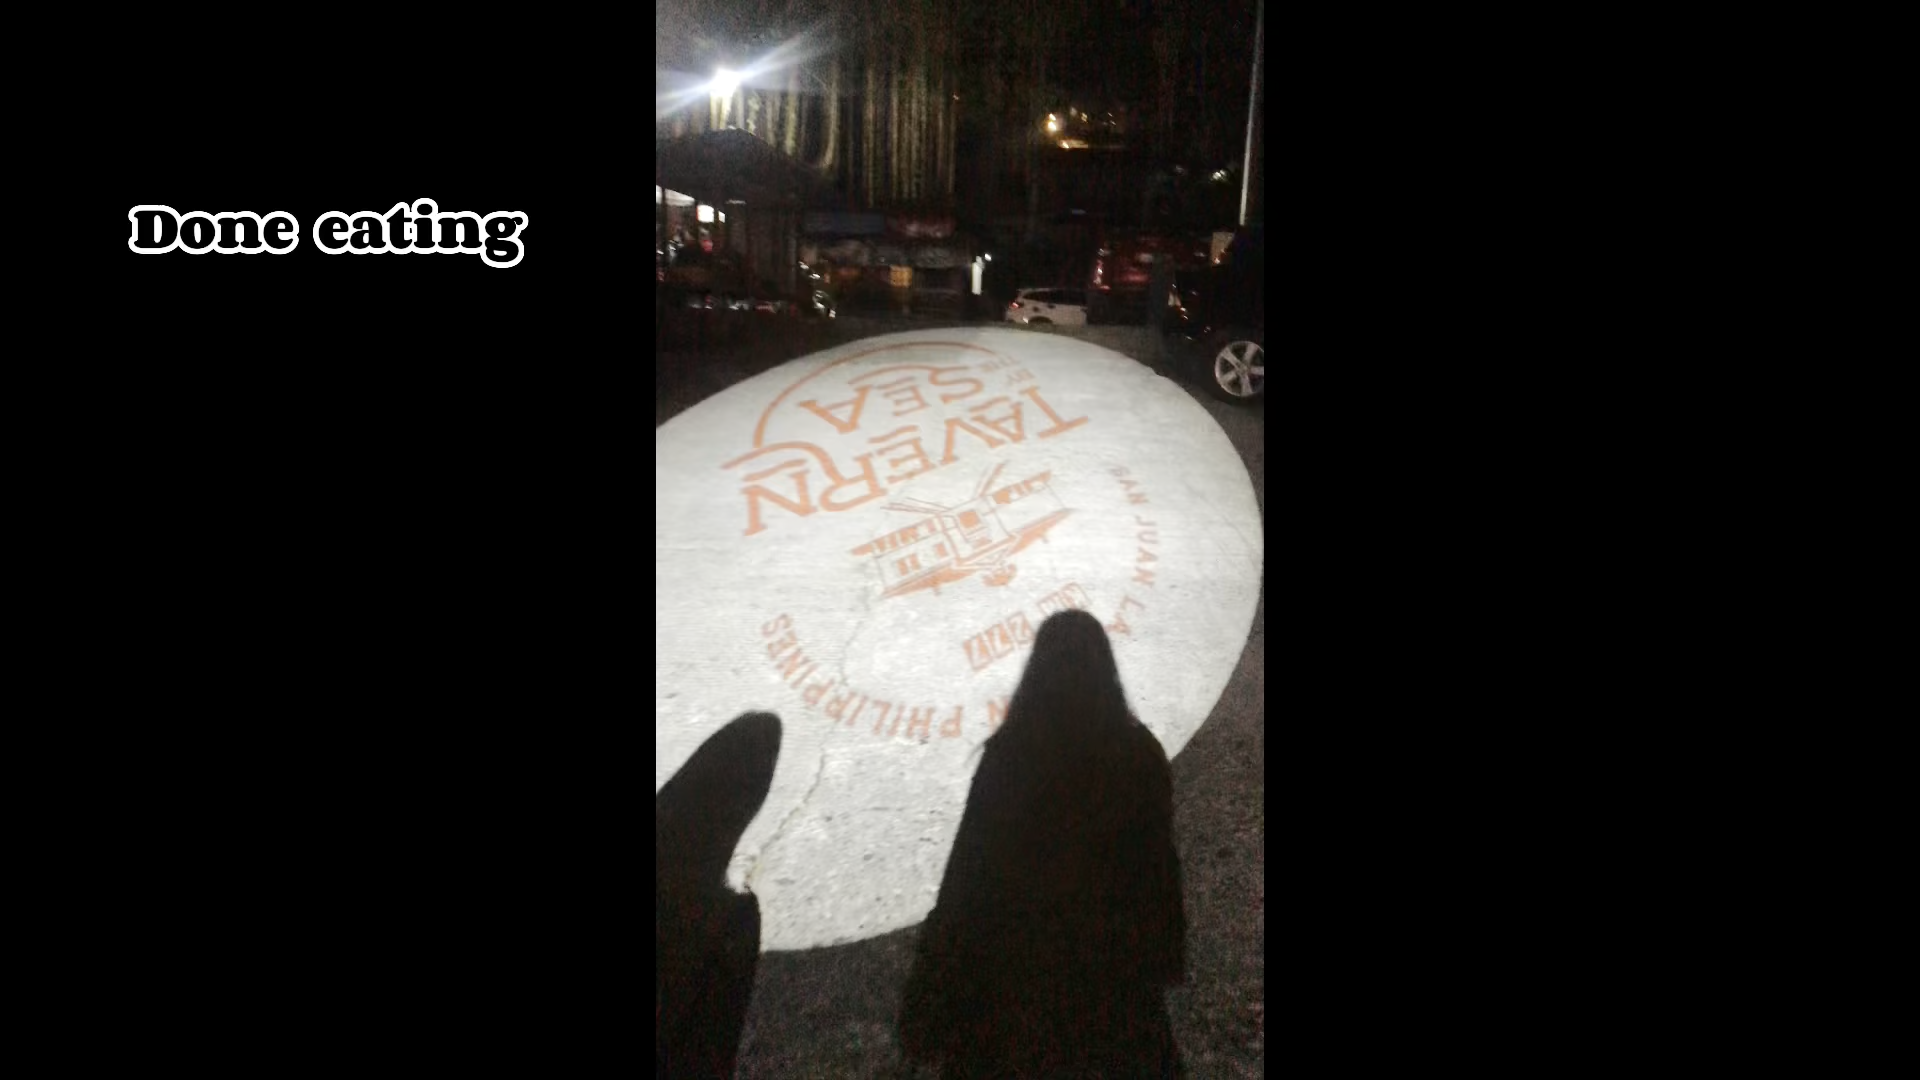 Done eating
TAVERN
BY THE
SEA
SAN JUAN LA
N PHILIPPINES